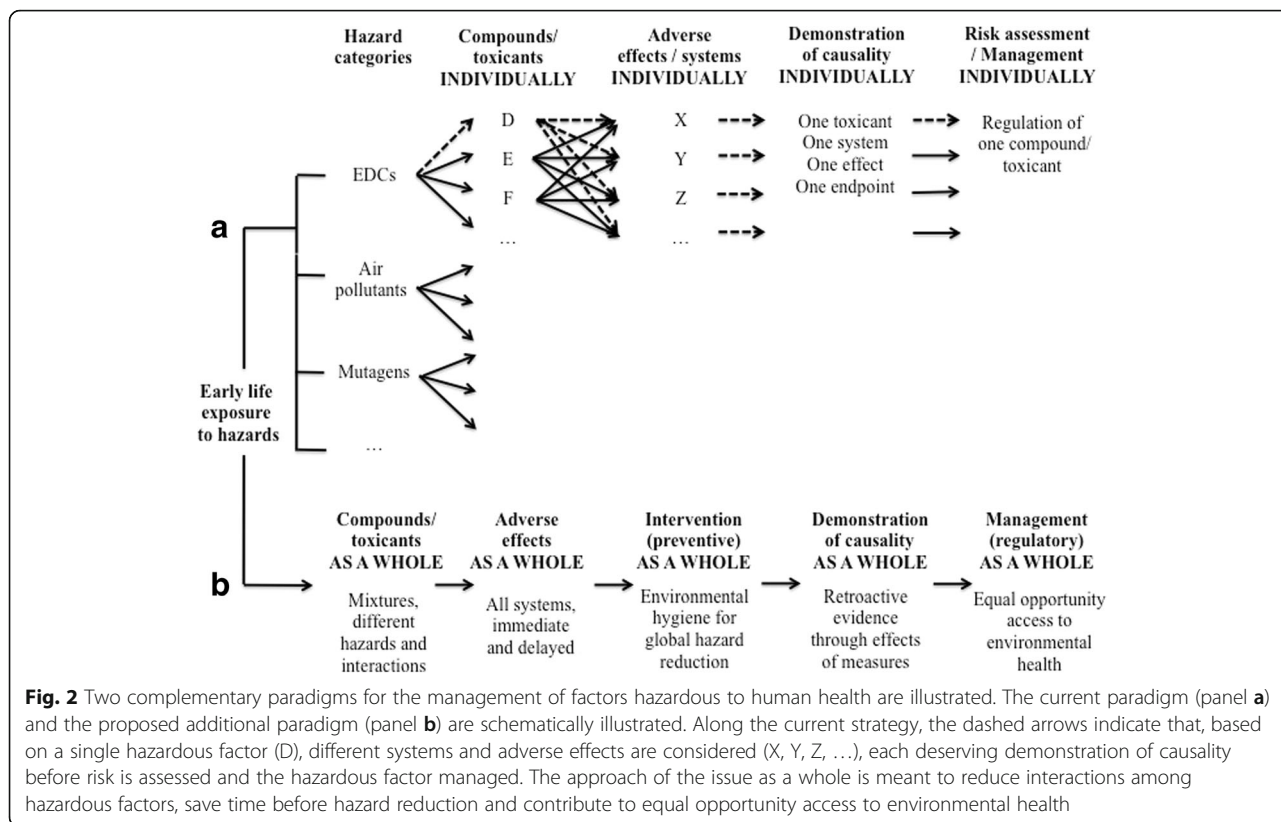 Hazard
categories
Compounds/
toxicants
INDIVIDUALLY
Adverse
effects / systems
INDIVIDUALLY
Demonstration
of causality
INDIVIDUALLY
Risk assessment
/ Management
INDIVIDUALLY
a
EDCs
Air
pollutants
Mutagens
…
D
E
F
…
X
Y
Z
…
One toxicant
One system
One effect
One endpoint
Regulation of
one compound/
toxicant
Early life
exposure
to hazards
b
Compounds/
toxicants
AS A WHOLE
Mixtures,
different
hazards and
interactions
Adverse
effects
AS A WHOLE
All systems,
immediate
and delayed
Intervention
(preventive)
AS A WHOLE
Environmental
hygiene for
global hazard
reduction
Demonstration
of causality
AS A WHOLE
Retroactive
evidence
through effects
of measures
Management
(regulatory)
AS A WHOLE
Equal opportunity
access to
environmental
health
Fig. 2 Two complementary paradigms for the management of factors hazardous to human health are illustrated. The current paradigm (panel a)
and the proposed additional paradigm (panel b) are schematically illustrated. Along the current strategy, the dashed arrows indicate that, based
on a single hazardous factor (D), different systems and adverse effects are considered (X, Y, Z, …), each deserving demonstration of causality
before risk is assessed and the hazardous factor managed. The approach of the issue as a whole is meant to reduce interactions among
hazardous factors, save time before hazard reduction and contribute to equal opportunity access to environmental health